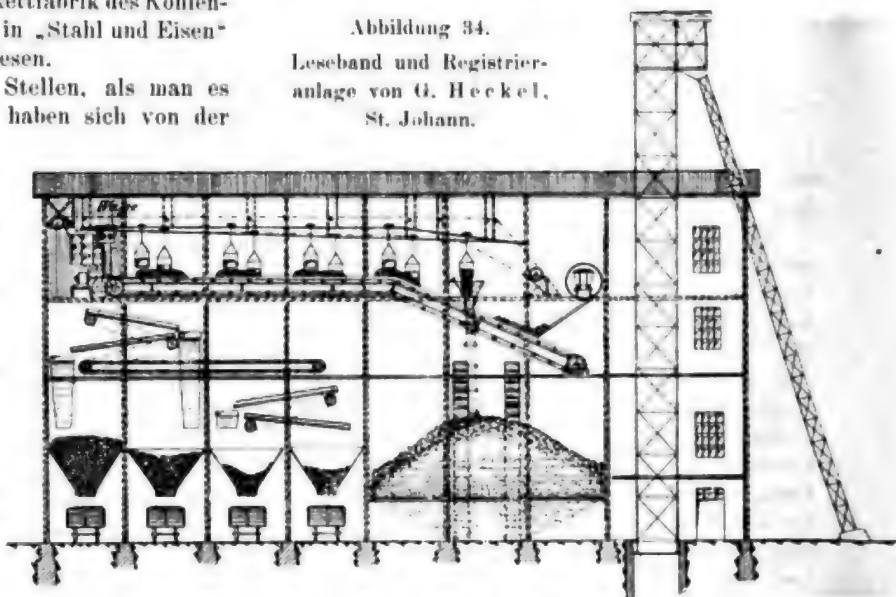 kettfabrik des Kohlen-
in „Stahl und Eisen“
esen.
Stellen, als man es
haben sich von der
Abbildung 34.
Leseband und Registrier-
anlage von G. Heckel,
St. Johann.